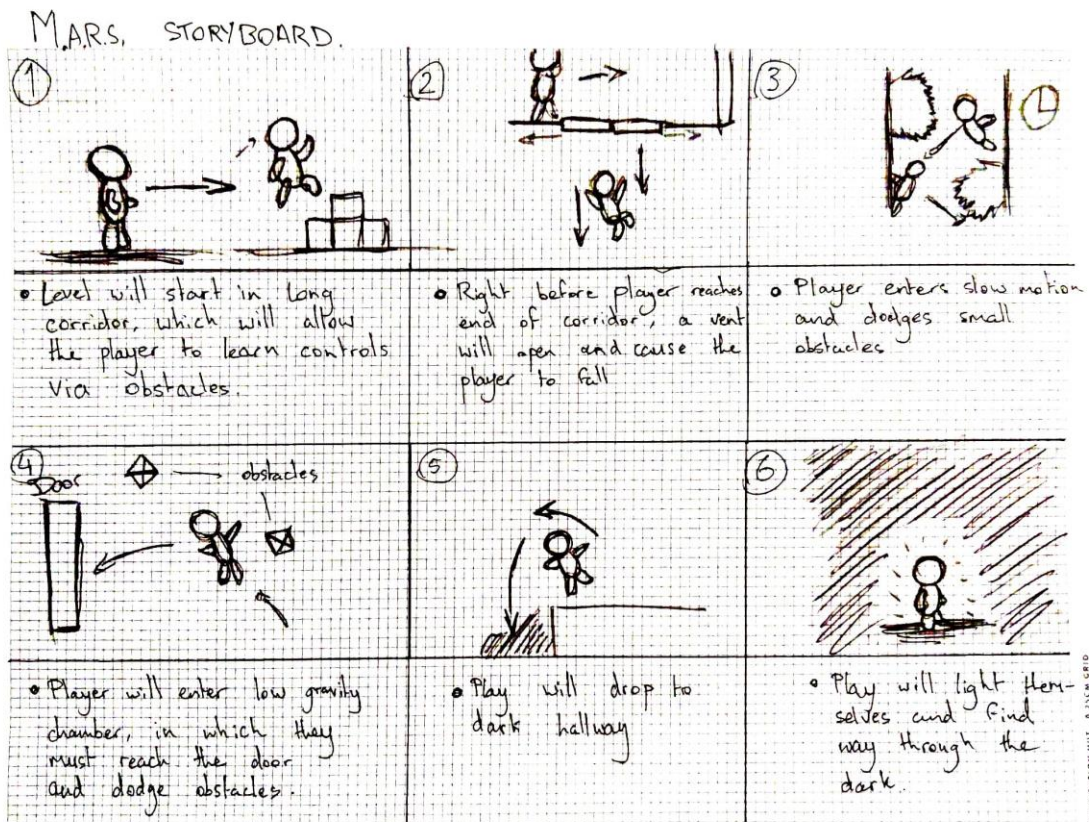 M.A.R.S. STORYBOARD.
1
2
3
• Level will start in long
corridor, which will allow
the player to learn controls
via obstacles.
• Right before player reaches
end of corridor, a vent
will open and cause the
player to fall
• Player enters slow motion
and dodges small
obstacles
4
Door
obstacles
5
6
• Player will enter low gravity
chamber, in which they
must reach the door
and dodge obstacles.
• Play will drop to
dark hallway
• Play will light them-
selves and find
way through the
dark.